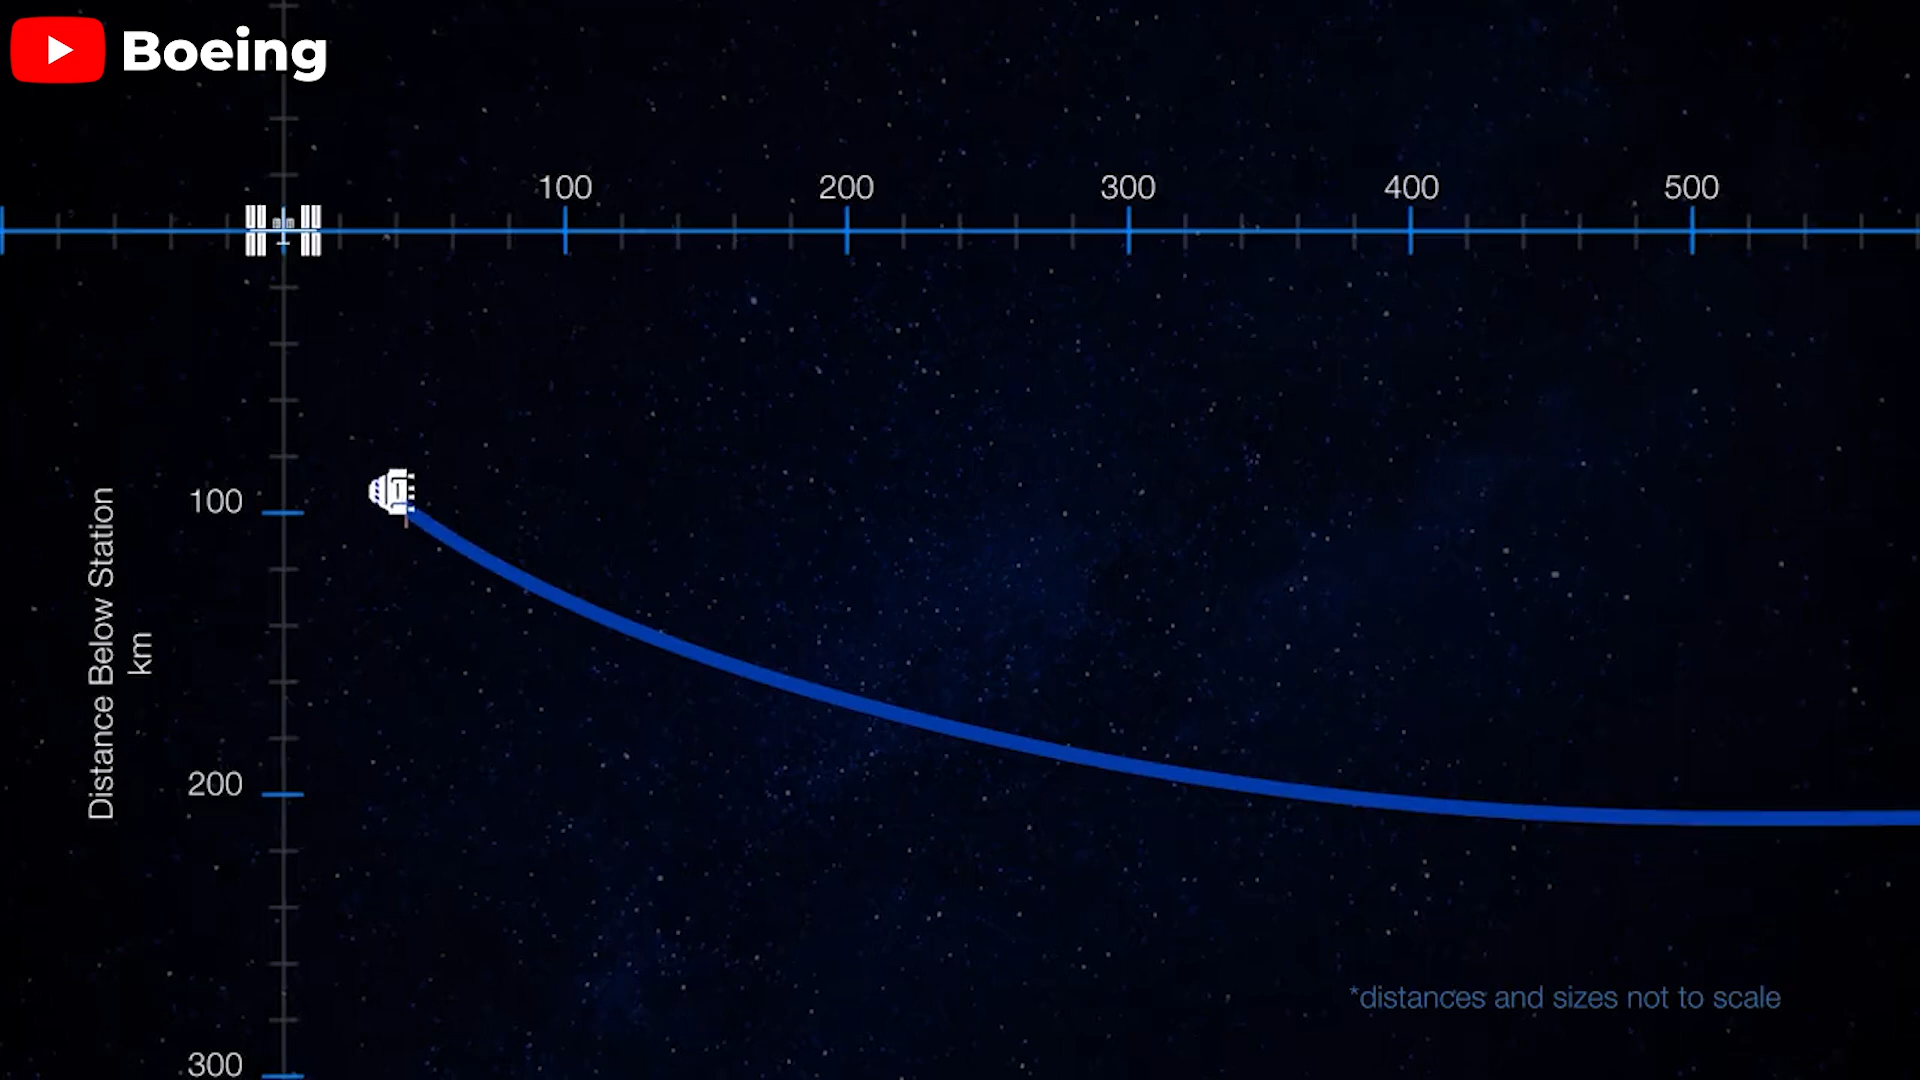 Boeing
100 200 300 400 500
100
200
300
Distance Below Station
km
*distances and sizes not to scale